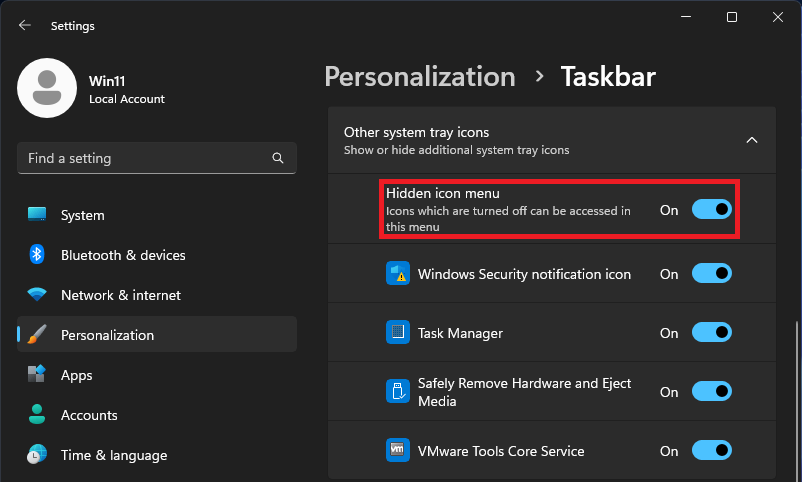 Settings
Win11
Local Account
Find a setting
System
Bluetooth & devices
Network & internet
Personalization
Apps
Accounts
Time & language
Personalization > Taskbar
Other system tray icons
Show or hide additional system tray icons
Hidden icon menu
Icons which are turned off can be accessed in
this menu
On
Windows Security notification icon
On
Task Manager
On
Safely Remove Hardware and Eject
Media
On
vm
VMware Tools Core Service
On